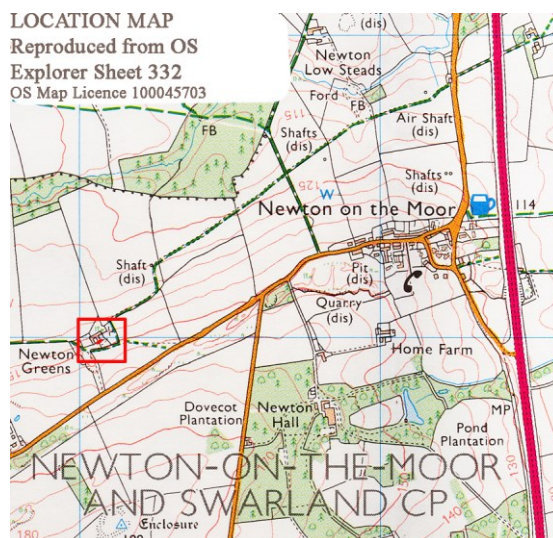 LOCATION MAP
Reproduced from OS
Explorer Sheet 332
OS Map Licence 100045703
(dis)
Newton
Low Steads
Ford
FB
115
FB
Shafts
(dis)
Air Shaft
(dis)
125
W
Shafts
(dis)
Newton on the Moor
114
Shaft
(dis)
Pit
(dis)
Quarry
(dis)
Newton
Greens
Home Farm
Dovecot
Plantation
Newton
Hall
MP
Pond
Plantation
130
NEWTON-ON-THE-MOOR
AND SWARLAND CP
140
150
Enclosure
180